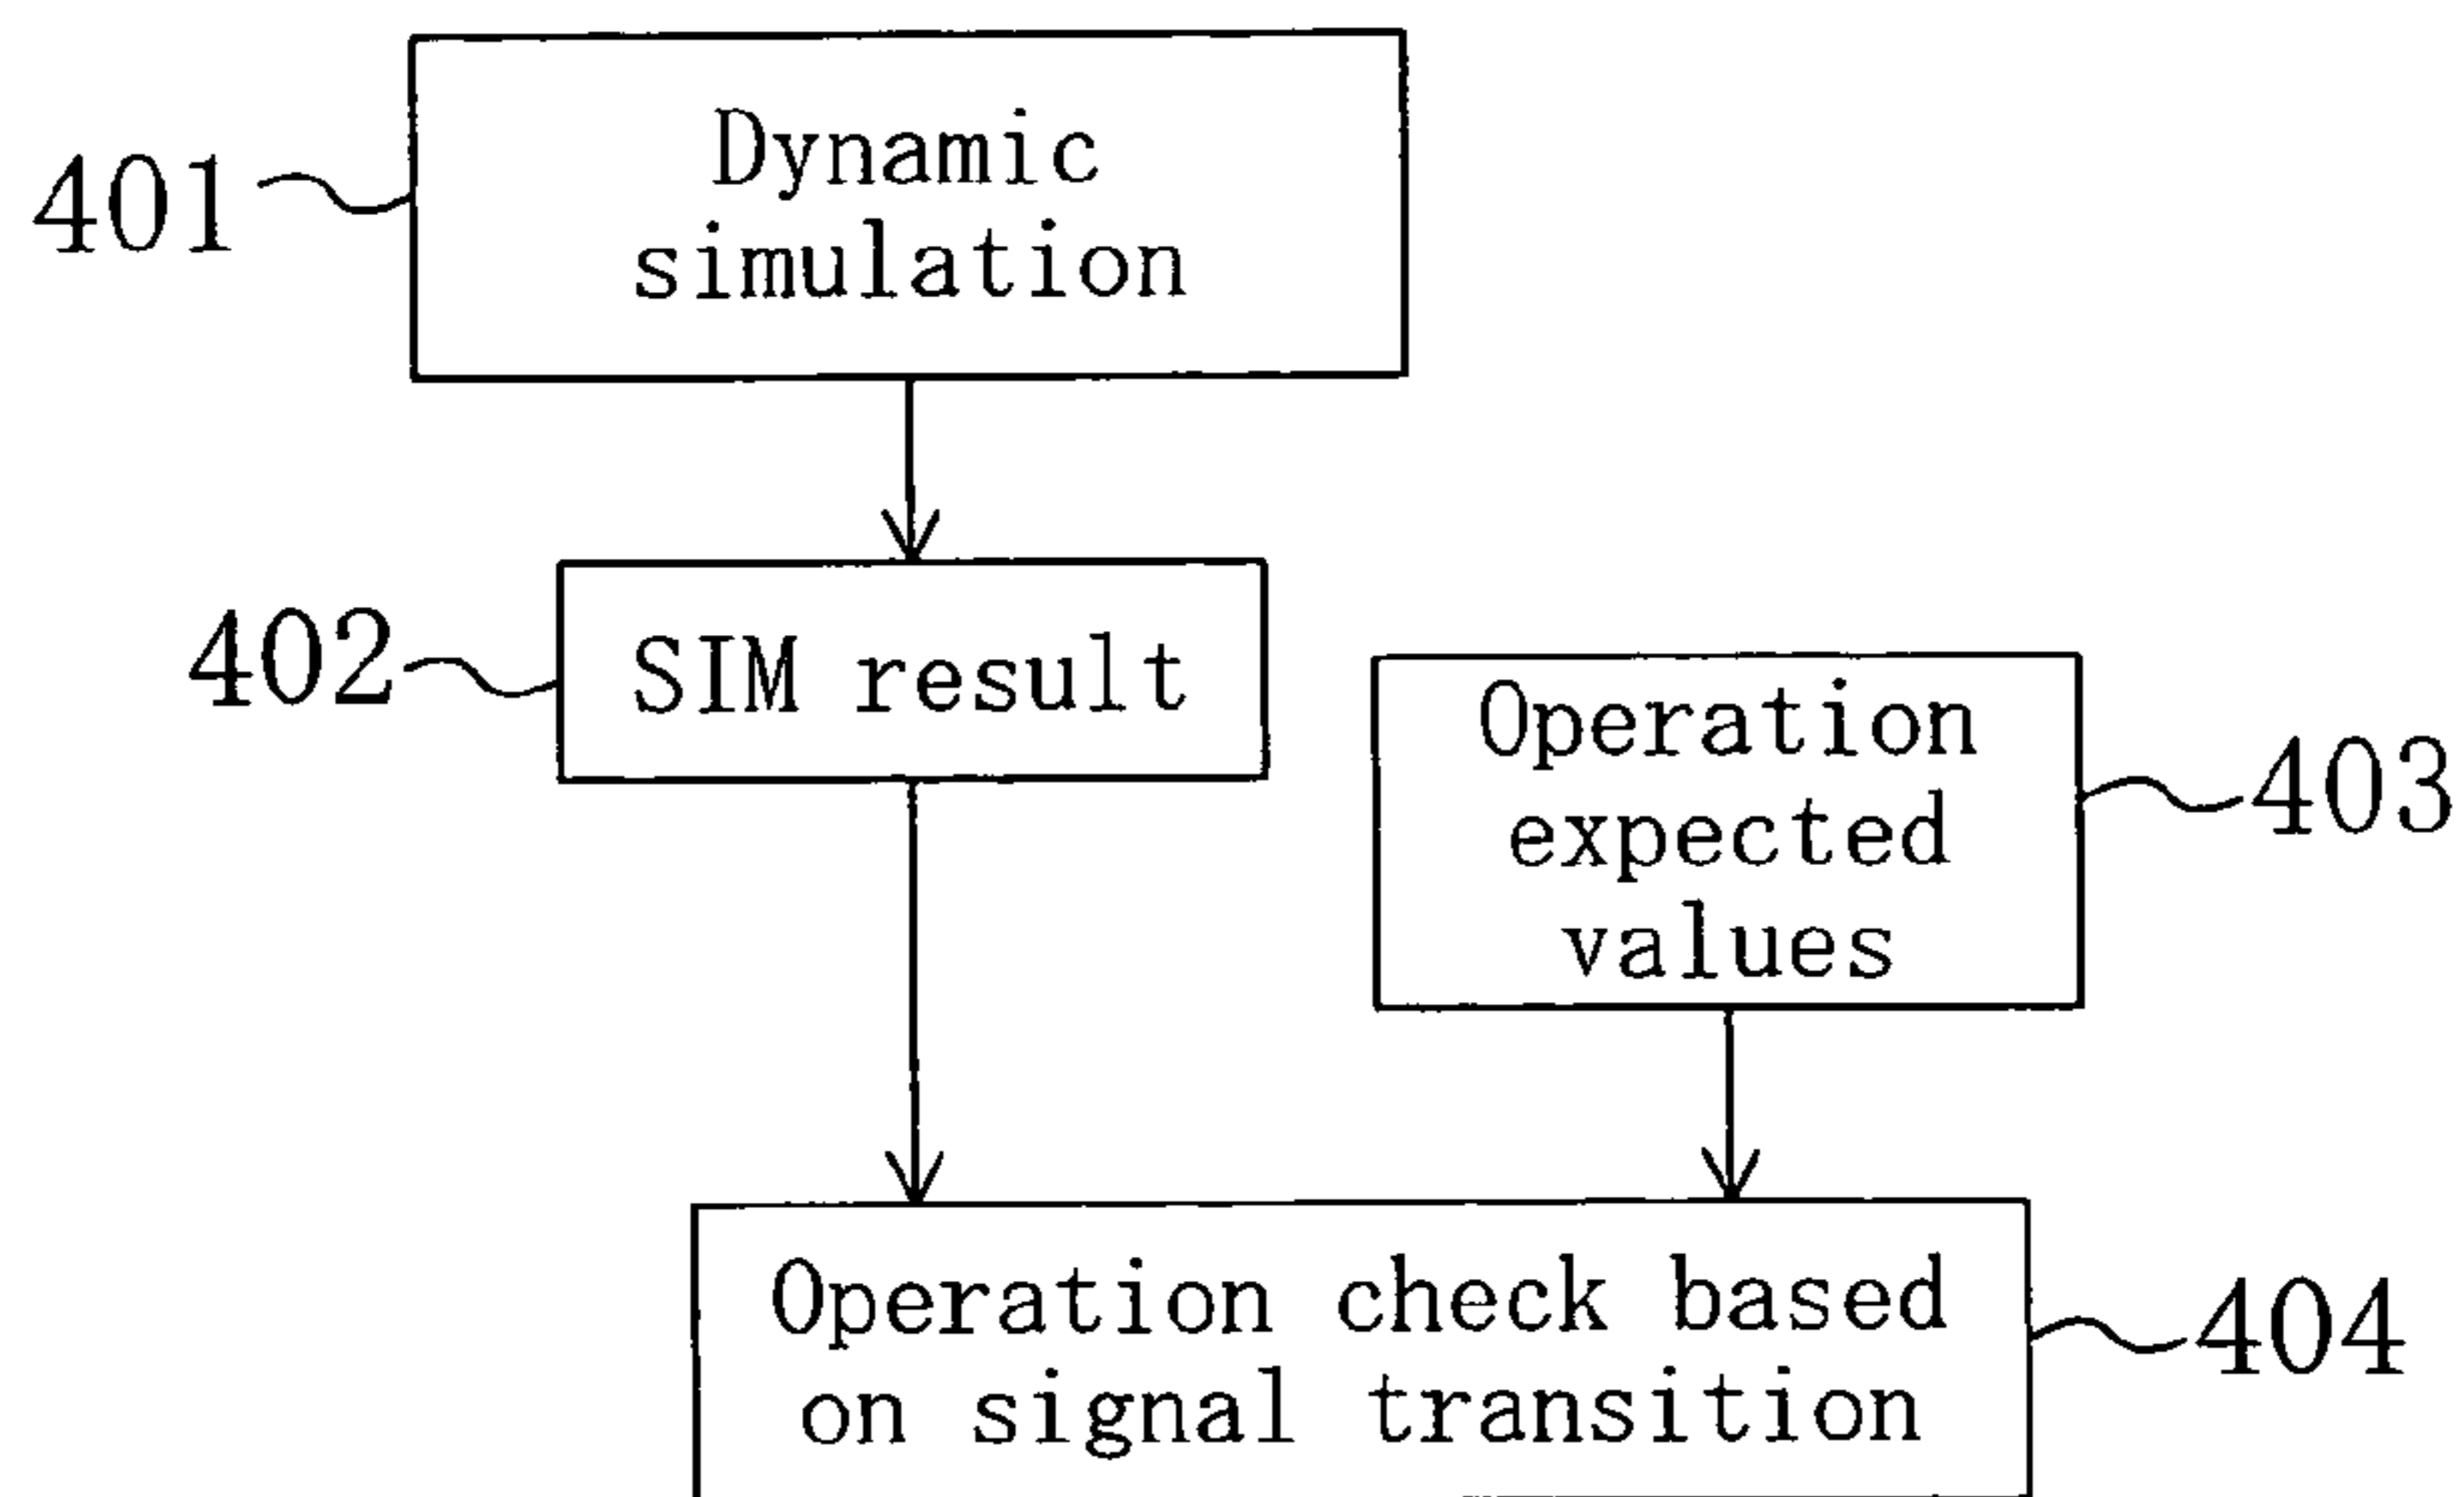 401
Dynamic
simulation
402
SIM result
Operation
expected
values
403
Operation check based
on signal transition
404